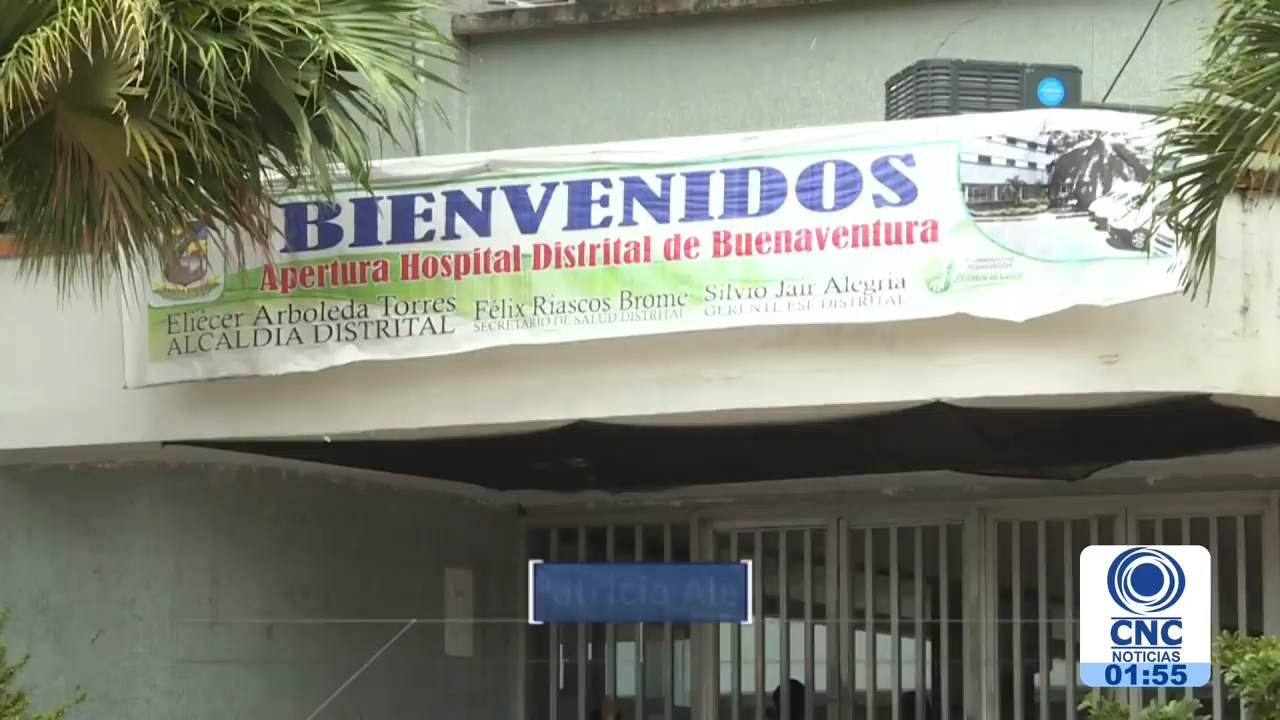 BIENVENIDOS
Apertura Hospital Distrital de Buenaventura
Eliécer Arboleda Torres
ALCALDIA DISTRITAL
Félix Riascos Brome
SECRETARIO DE SALUD DISTRITAL
Silvio Jair Alegria
GERENTE ESE DISTRITAL
Patricia Ale
CNC
NOTICIAS
01:55